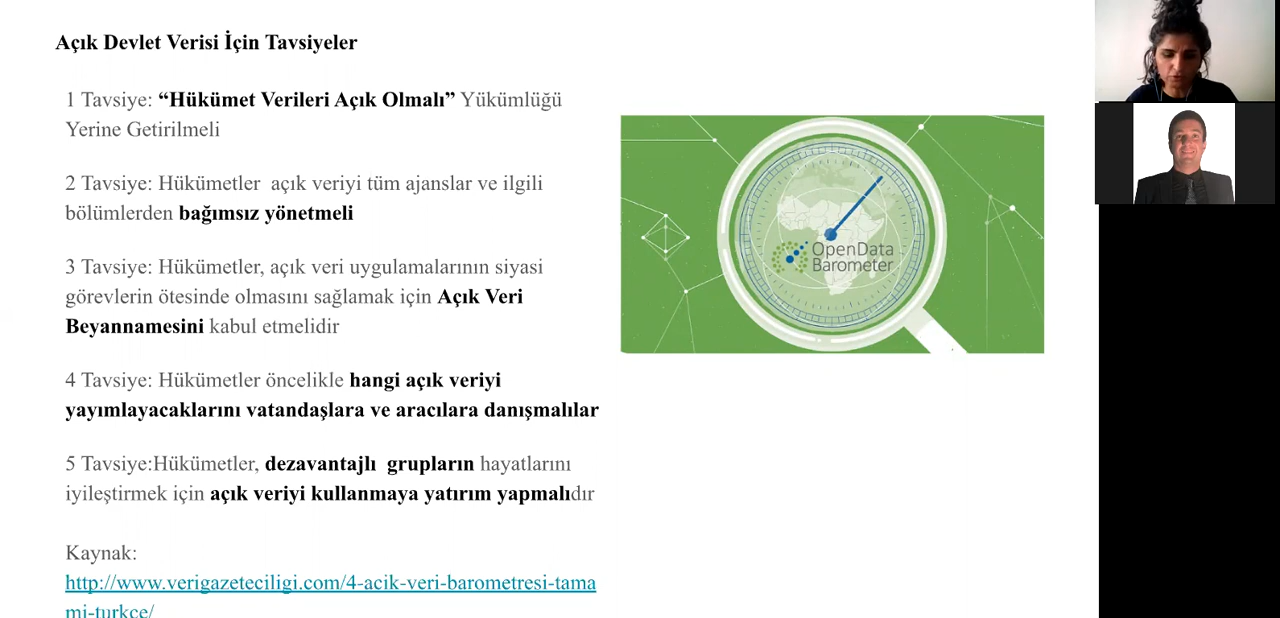 Açık Devlet Verisi İçin Tavsiyeler
1 Tavsiye: “Hükümet Verileri Açık Olmalı” Yükümlüğü
Yerine Getirilmeli
2 Tavsiye: Hükümetler  açık veriyi tüm ajanslar ve ilgili
bölümlerden bağımsız yönetmeli
3 Tavsiye: Hükümetler, açık veri uygulamalarının siyasi
görevlerin ötesinde olmasını sağlamak için Açık Veri
Beyannamesini kabul etmelidir
4 Tavsiye: Hükümetler öncelikle hangi açık veriyi
yayımlayacaklarını vatandaşlara ve aracılara danışmalılar
5 Tavsiye:Hükümetler, dezavantajlı  grupların hayatlarını
iyileştirmek için açık veriyi kullanmaya yatırım yapmalıdır
Kaynak:
http://www.verigazeteciligi.com/4-acik-veri-barometresi-tama
mi-turkce/
OpenData
Barometer